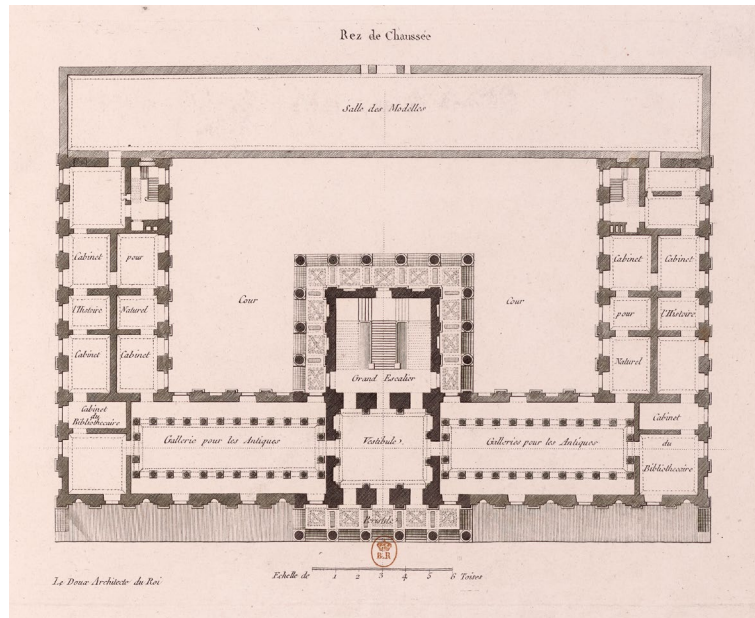 Rez de Chaussée
Salle des Modelles
Cabinet
pour
l'Histoire
Naturel
Cabinet
Cabinet
Cabinet
du
Bibliothecaire
Cour
Cour
Grand Escalier
Vestibule
Gallerie pour les Antiques
Galleries pour les Antiques
Cabinet
Cabinet
pour
l'Histoire
Naturel
Cabinet
du
Bibliothecaire
Peristile
B.R
Le Doux Architecte du Roi
Echelle de 1 2 3 4 5 6 Toises